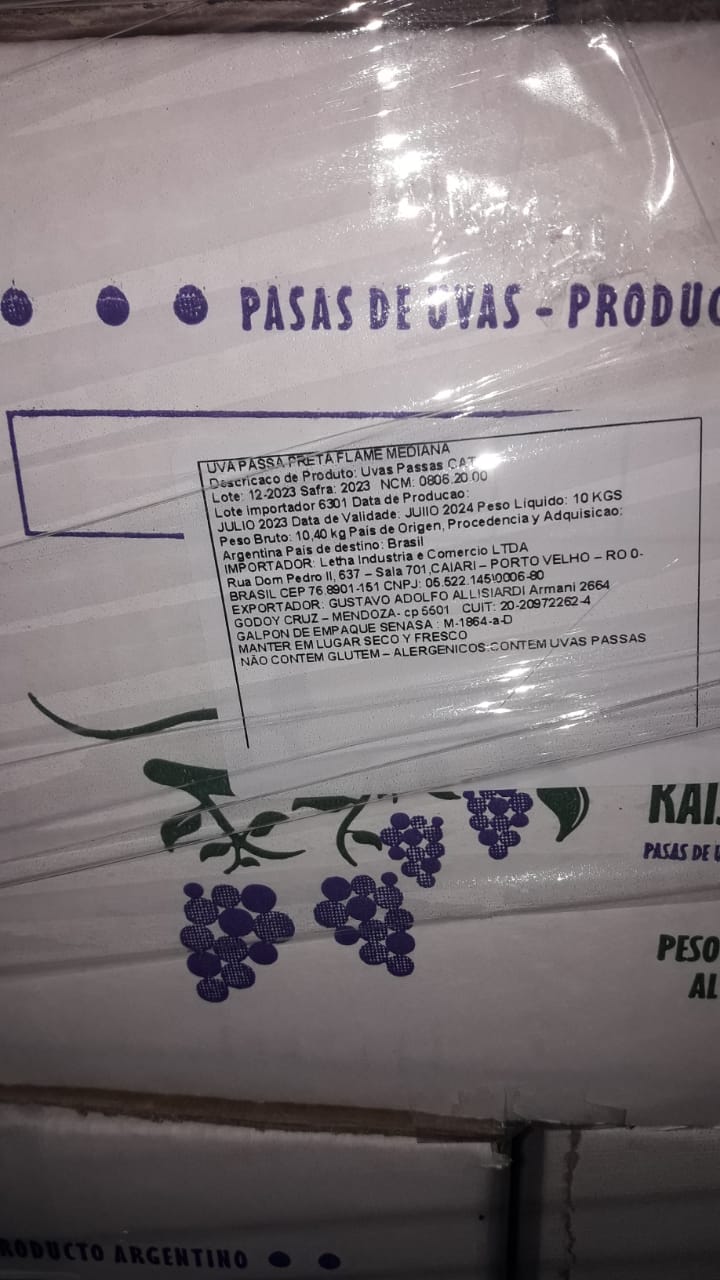 PASAS DE UVAS - PRODUC
UVA PASSA PRETA FLAME MEDIANA
Descricaco de Produto: Uvas Passas CAT
Lote: 12-2023 Safra: 2023 NCM: 0806.20.00
Lote importador 6301 Data de Producao:
JULIO 2023 Data de Validade: JUlIO 2024 Peso Líquido: 10 KGS
Peso Bruto: 10,40 kg País de Origen, Procedencia y Adquisicao:
Argentina País de destino: Brasil
IMPORTADOR: Letha Industria e Comercio LTDA
Rua Dom Pedro II, 637 – Sala 701,CAIARI – PORTO VELHO – RO 0-
BRASIL CEP 76.8901-151 CNPJ: 05.522.145\0006-80
EXPORTADOR: GUSTAVO ADOLFO ALLISIARDI Armani 2664
GODOY CRUZ – MENDOZA- cp 5501 CUIT: 20-20972262-4
GALPON DE EMPAQUE SENASA : M-1864-a-D
MANTER EM LUGAR SECO Y FRESCO
NÃO CONTEM GLUTEM – ALERGENICOS:CONTEM UVAS PASSAS
KAI
PASAS DE U
PESO
AL
RODUCTO ARGENTINO